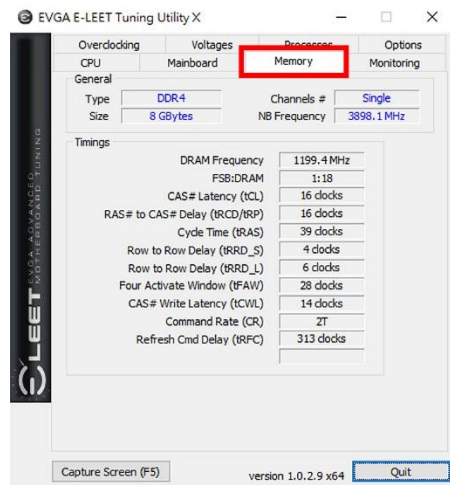 EVGA E-LEET Tuning Utility X
Overclocking Voltages Processes Options
CPU Mainboard Memory Monitoring
General
Type DDR4 Channels # Single
Size 8 GBytes NB Frequency 3898.1 MHz
Timings
DRAM Frequency 1199.4 MHz
FSB:DRAM 1:18
CAS# Latency (tCL) 16 clocks
RAS# to CAS# Delay (tRCD/tRP) 16 clocks
Cycle Time (tRAS) 39 clocks
Row to Row Delay (tRRD_S) 4 clocks
Row to Row Delay (tRRD_L) 6 clocks
Four Activate Window (tFAW) 28 clocks
CAS# Write Latency (tCWL) 14 clocks
Command Rate (CR) 2T
Refresh Cmd Delay (tRFC) 313 clocks
ELEET
EVGA ADVANCED
MOTHERBOARD TUNING
Capture Screen (F5) version 1.0.2.9 x64 Quit